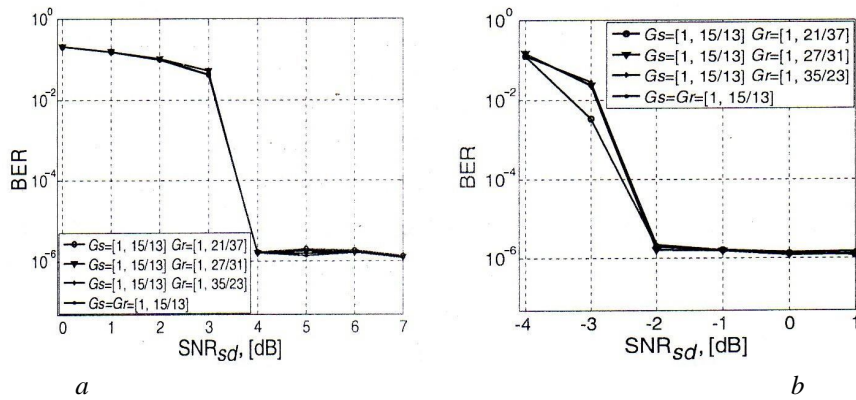 10^0
10^-2
10^-4
10^-6
BER
Gs=[1, 15/13] Gr=[1, 21/37]
Gs=[1, 15/13] Gr=[1, 27/31]
Gs=[1, 15/13] Gr=[1, 35/23]
Gs=Gr=[1, 15/13]
0 1 2 3 4 5 6 7
SNRsd, [dB]
a
10^0
10^-2
10^-4
10^-6
BER
Gs=[1, 15/13] Gr=[1, 21/37]
Gs=[1, 15/13] Gr=[1, 27/31]
Gs=[1, 15/13] Gr=[1, 35/23]
Gs=Gr=[1, 15/13]
-4 -3 -2 -1 0 1
SNRsd, [dB]
b